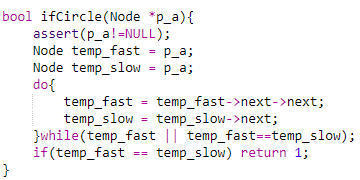 bool ifCircle(Node *p_a){
    assert(p_a!=NULL);
    Node temp_fast = p_a;
    Node temp_slow = p_a;
    do{
        temp_fast = temp_fast->next->next;
        temp_slow = temp_slow->next;
    }while(temp_fast || temp_fast==temp_slow);
    if(temp_fast == temp_slow) return 1;
}